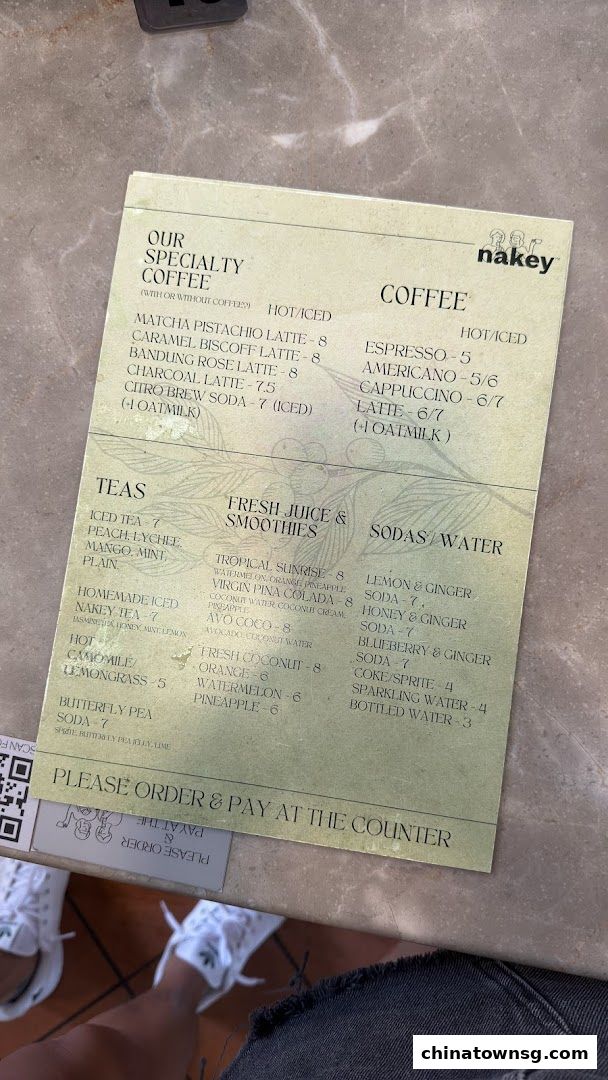 nakey
OUR
SPECIALTY
COFFEE
(WITH OR WITHOUT COFFEE?)
HOT/ICED
MATCHA PISTACHIO LATTE - 8
CARAMEL BISCOFF LATTE - 8
BANDUNG ROSE LATTE - 8
CHARCOAL LATTE - 7.5
CITRO BREW SODA - 7 (ICED)
(+1 OATMILK)
COFFEE
HOT/ICED
ESPRESSO - 5
AMERICANO - 5/6
CAPPUCCINO - 6/7
LATTE - 6/7
(+1 OATMILK )
TEAS
ICED TEA - 7
PEACH, LYCHEE,
MANGO, MINT,
PLAIN
HOMEMADE ICED
NAKEY TEA - 7
JASMINE TEA, HONEY, MINT, LEMON
HOT
CAMOMILE/
LEMONGRASS - 5
BUTTERFLY PEA
SODA - 7
SPRITE, BUTTERFLY PEA JELLY, LIME
FRESH JUICE &
SMOOTHIES
TROPICAL SUNRISE - 8
WATERMELON, ORANGE, PINEAPPLE
VIRGIN PINA COLADA - 8
COCONUT WATER, COCONUT CREAM,
PINEAPPLE
AVO COCO - 8
AVOCADO, COCONUT WATER
FRESH COCONUT - 8
ORANGE - 6
WATERMELON - 6
PINEAPPLE - 6
SODAS/WATER
LEMON & GINGER
SODA - 7
HONEY & GINGER
SODA - 7
BLUEBERRY & GINGER
SODA - 7
COKE/SPRITE - 4
SPARKLING WATER - 4
BOTTLED WATER - 3
PLEASE ORDER & PAY AT THE COUNTER
SCAN FO
PLEASE ORDER
&
PAY AT THE
chinatownsg.com